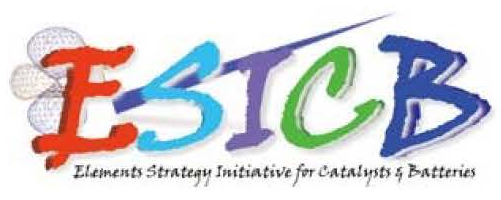 ESICB
Elements Strategy Initiative for Catalysts & Batteries